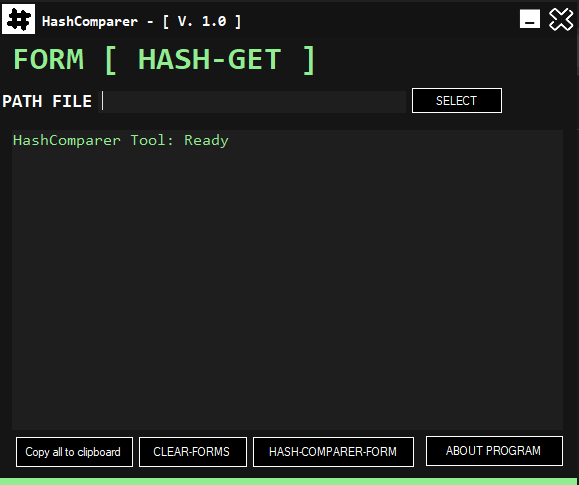 HashComparer - [ V. 1.0 ]
FORM [ HASH-GET ]
PATH FILE
SELECT
HashComparer Tool: Ready
Copy all to clipboard
CLEAR-FORMS
HASH-COMPARER-FORM
ABOUT PROGRAM